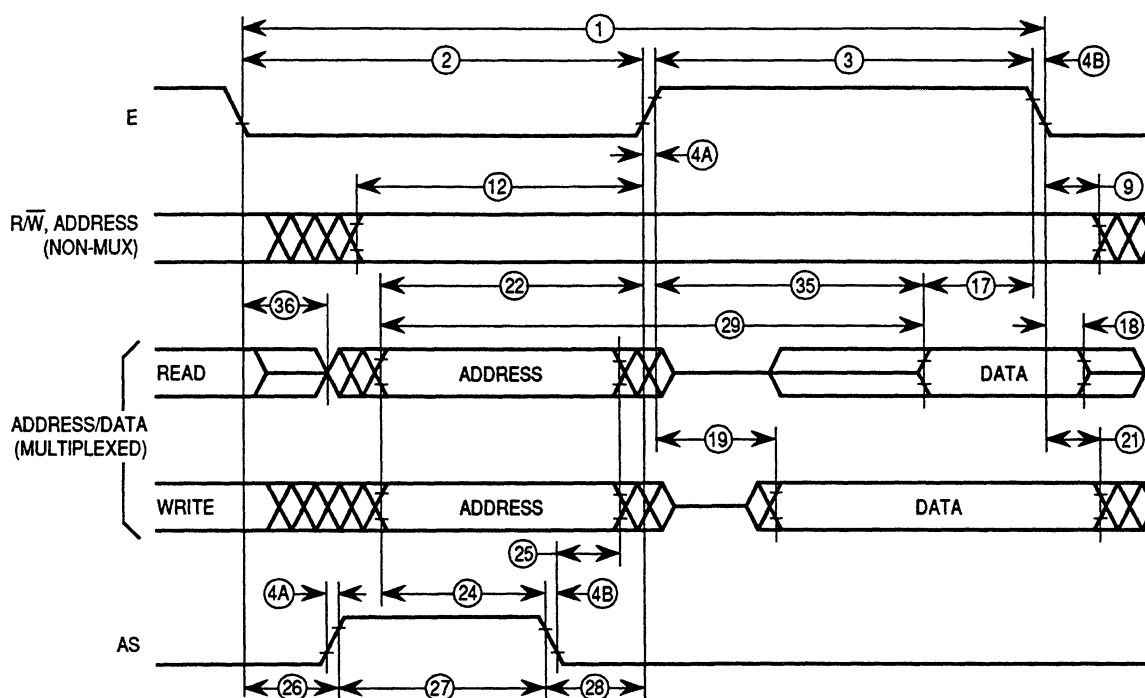 1
2 3 4B
E
4A
12 9
R/W̅, ADDRESS
(NON-MUX)
22 35 17
36 29 18
READ ADDRESS DATA
ADDRESS/DATA
(MULTIPLEXED)
19 21
WRITE ADDRESS DATA
25
4A 24 4B
AS
26 27 28